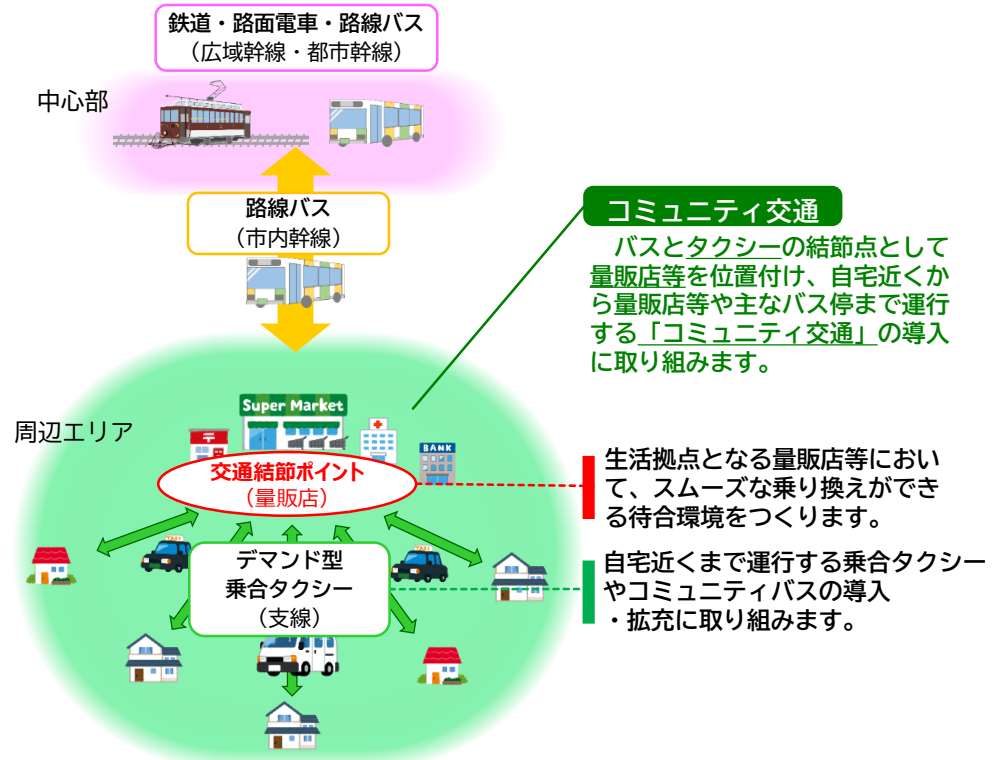 鉄道・路面電車・路線バス
（広域幹線・都市幹線）
中心部
路線バス
（市内幹線）
コミュニティ交通
バスとタクシーの結節点として
量販店等を位置付け、自宅近くか
ら量販店等や主なバス停まで運行
する「コミュニティ交通」の導入
に取り組みます。
周辺エリア
Super Market
〒
BANK
交通結節ポイント
（量販店）
生活拠点となる量販店等におい
て、スムーズな乗り換えができ
る待合環境をつくります。
TAXI
TAXI
デマンド型
乗合タクシー
（支線）
自宅近くまで運行する乗合タクシー
やコミュニティバスの導入
・拡充に取り組みます。